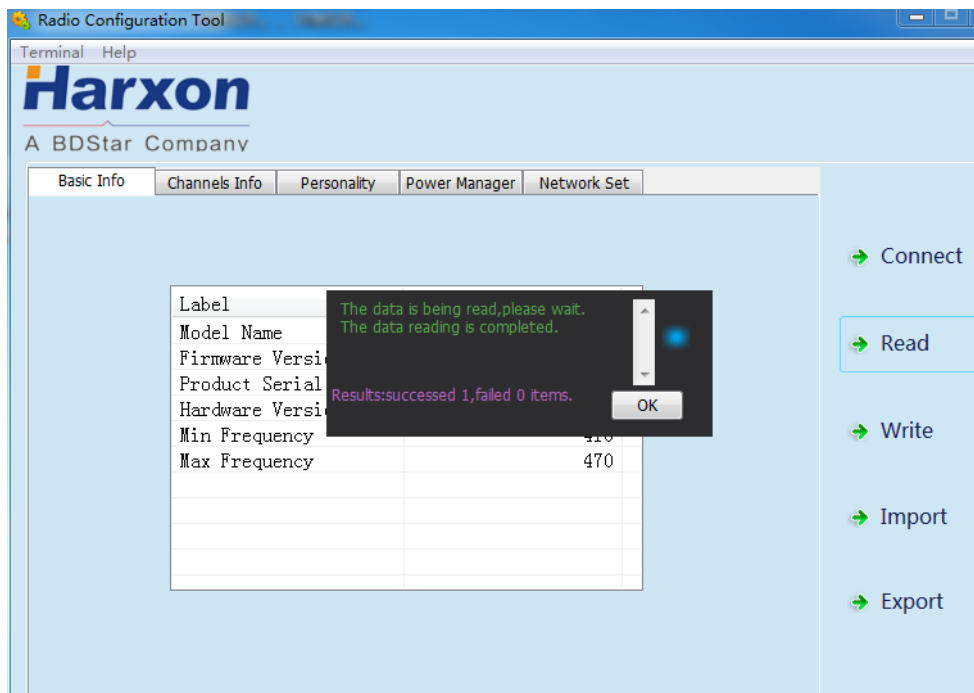 Radio Configuration Tool
Terminal Help
Harxon
A BDStar Company
Basic Info Channels Info Personality Power Manager Network Set
Connect
Label
The data is being read,please wait.
Model Name
The data reading is completed.
Read
Firmware Versi
Product Serial
Results:successed 1,failed 0 items.
Hardware Versi
OK
Write
Min Frequency
Max Frequency 470
Import
Export